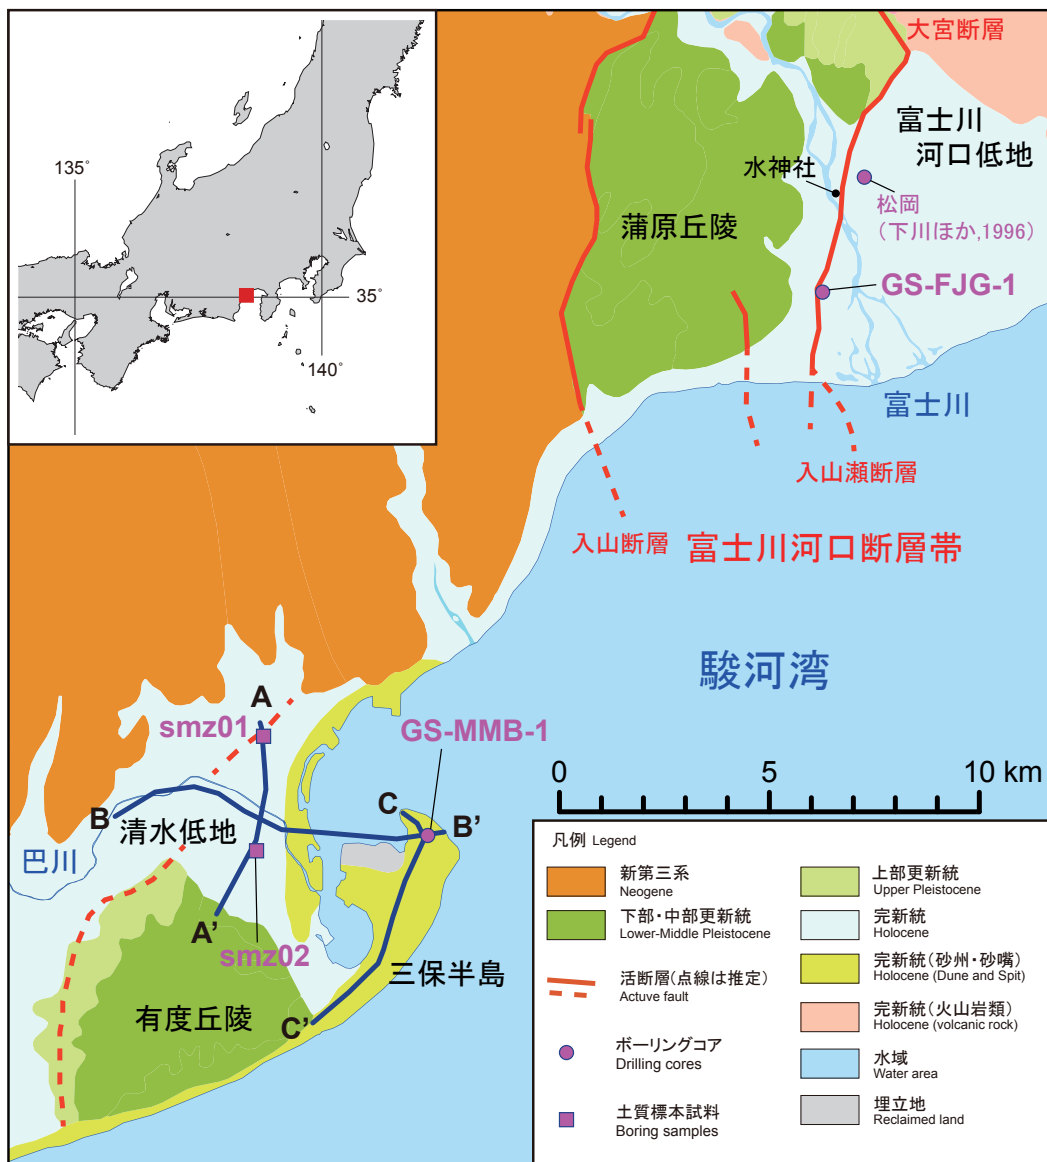 135°
35°
140°
大宮断層
富士川
河口低地
水神社
松岡
（下川ほか,1996）
蒲原丘陵
GS-FJG-1
富士川
入山瀬断層
入山断層
富士川河口断層帯
駿河湾
A
smz01
GS-MMB-1
0
5
10 km
B
C
B’
清水低地
巴川
A’
smz02
三保半島
有度丘陵
C’
凡例 Legend
新第三系
Neogene
下部・中部更新統
Lower-Middle Pleistocene
活断層（点線は推定）
Actuve fault
ボーリングコア
Drilling cores
土質標本試料
Boring samples
上部更新統
Upper Pleistocene
完新統
Holocene
完新統（砂州・砂嘴）
Holocene (Dune and Spit)
完新統（火山岩類）
Holocene (volcanic rock)
水域
Water area
埋立地
Reclaimed land